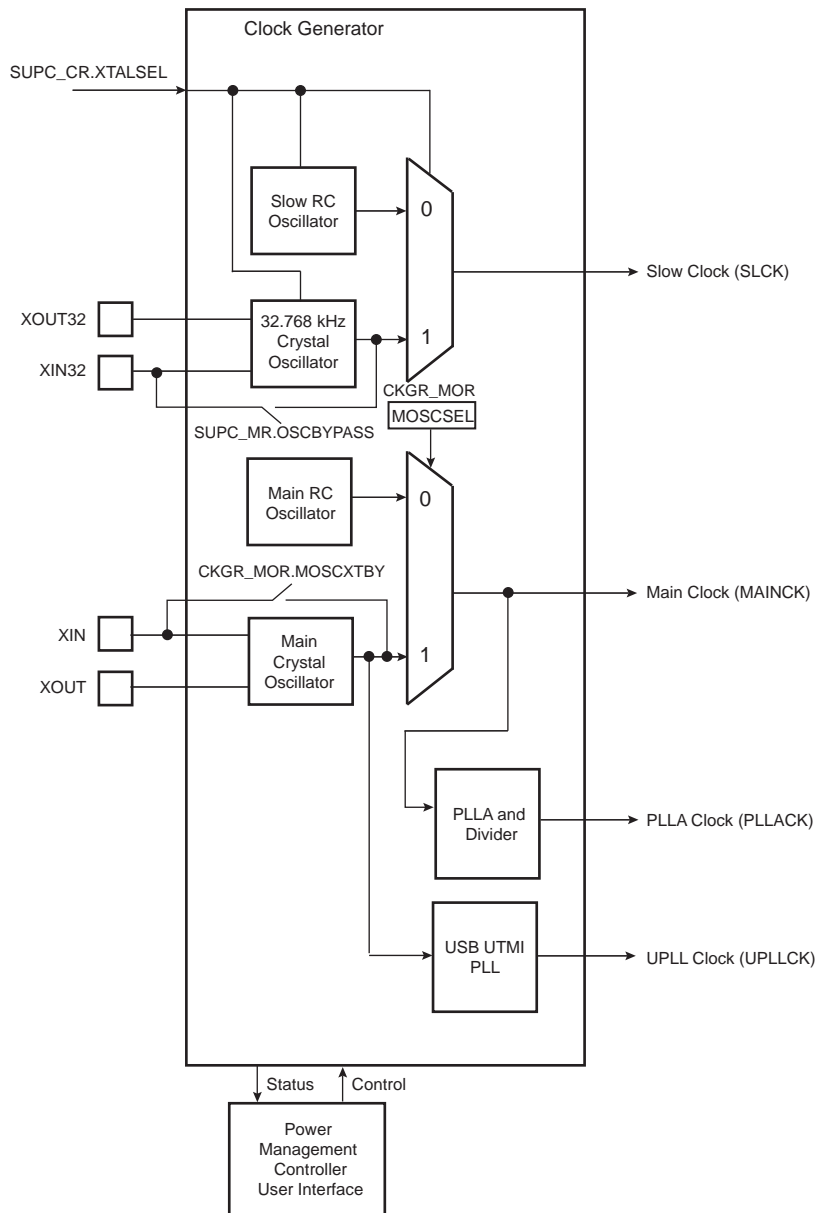 Clock Generator
SUPC_CR.XTALSEL
Slow RC
Oscillator
0
Slow Clock (SLCK)
XOUT32
32.768 kHz
Crystal
Oscillator
1
XIN32
CKGR_MOR
MOSCSEL
SUPC_MR.OSCBYPASS
Main RC
Oscillator
0
CKGR_MOR.MOSCXTBY
Main Clock (MAINCK)
XIN
Main
Crystal
Oscillator
1
XOUT
PLLA and
Divider
PLLA Clock (PLLACK)
USB UTMI
PLL
UPLL Clock (UPLLCK)
Status
Control
Power
Management
Controller
User Interface